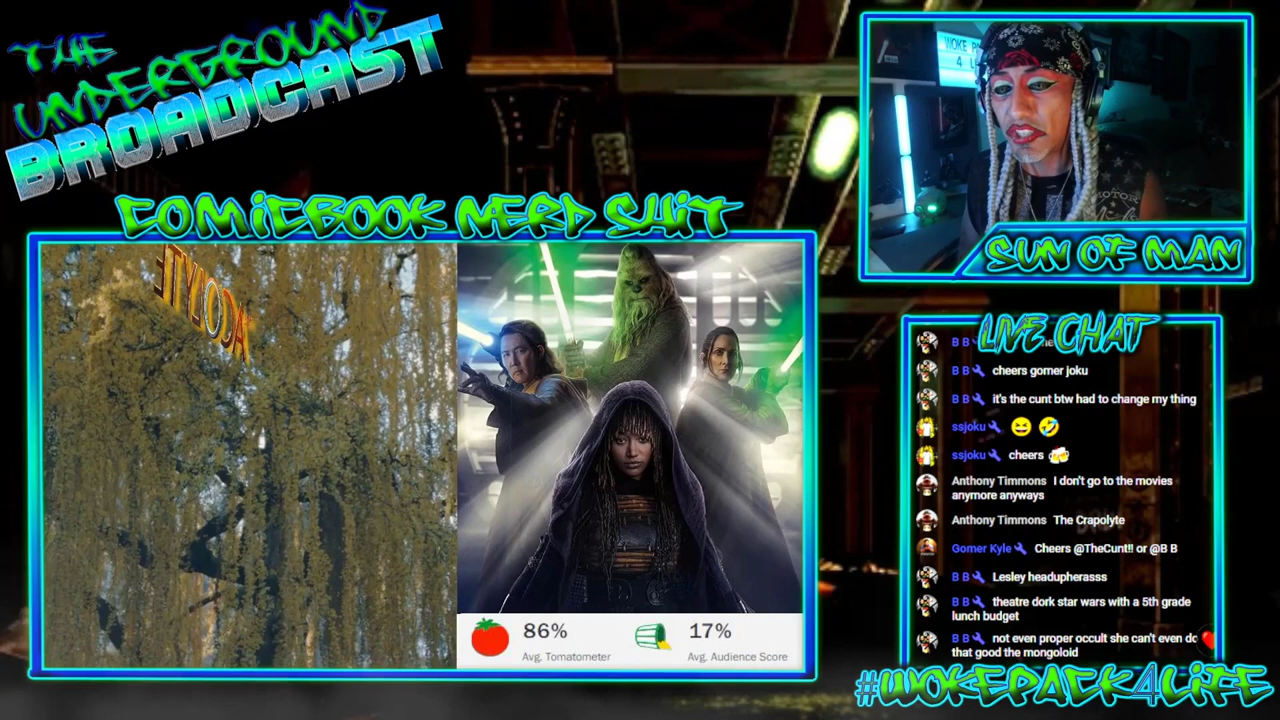 THE
UNDERGROUND
BROADCAST
COMICBOOK NERD SHIT
ACOLYTE
86%
Avg. Tomatometer
17%
Avg. Audience Score
WOKE
4 L
SUN OF MAN
LIVE CHAT
B B
B B cheers gomer joku
B B it's the cunt btw had to change my thing
ssjoku 😆 🤣
ssjoku cheers 🍻
Anthony Timmons I don't go to the movies
anymore anyways
Anthony Timmons The Crapolyte
Gomer Kyle Cheers @TheCunt!! or @B B
B B Lesley headupherasss
B B theatre dork star wars with a 5th grade
lunch budget
B B not even proper occult she can't even do
that good the mongoloid
#WOKEPACK4LIFE